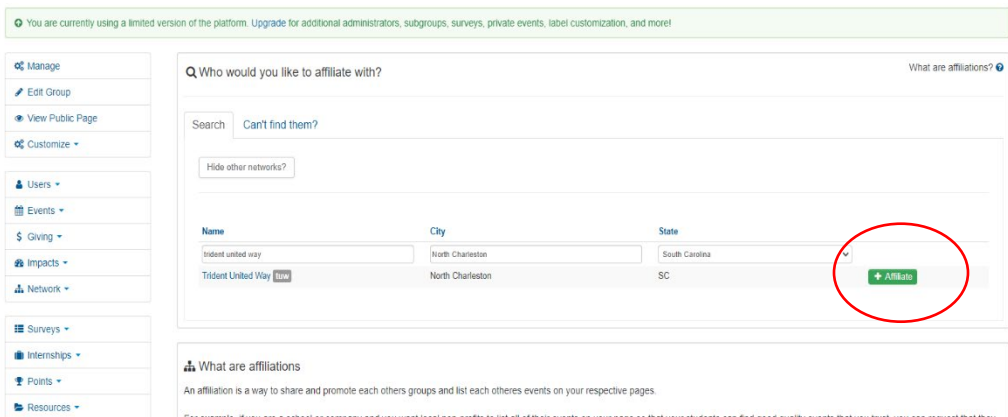 You are currently using a limited version of the platform. Upgrade for additional administrators, subgroups, surveys, private events, label customization, and more!
Manage
Edit Group
View Public Page
Customize
Users
Events
$ Giving
Impacts
Network
Surveys
Internships
Points
Resources
Who would you like to affiliate with?
What are affiliations?
Search Can't find them?
Hide other networks?
Name City State
trident united way North Charleston South Carolina
Trident United Way tuw North Charleston SC + Affiliate
What are affiliations
An affiliation is a way to share and promote each others groups and list each otheres events on your respective pages.